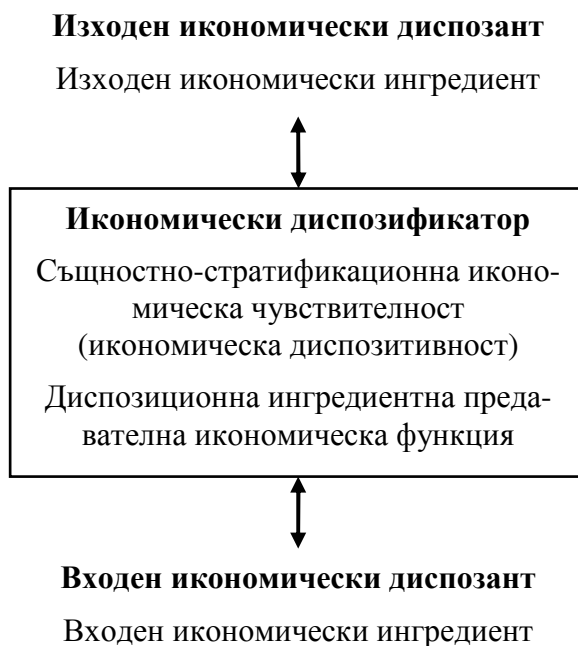 Изходен икономически диспозант
Изходен икономически ингредиент
Икономически диспозификатор
Същностно-стратификационна иконо-
мическа чувствителност
(икономическа диспозитивност)
Диспозиционна ингредиентна преда-
вателна икономическа функция
Входен икономически диспозант
Входен икономически ингредиент